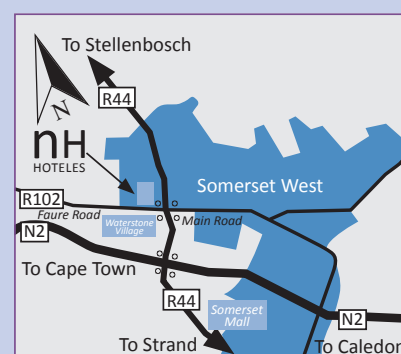 To Stellenbosch
R44
N
nH
HOTELES
Somerset West
R102
Faure Road
Main Road
Waterstone
Village
N2
To Cape Town
R44
Somerset
Mall
N2
To Strand
To Caledon